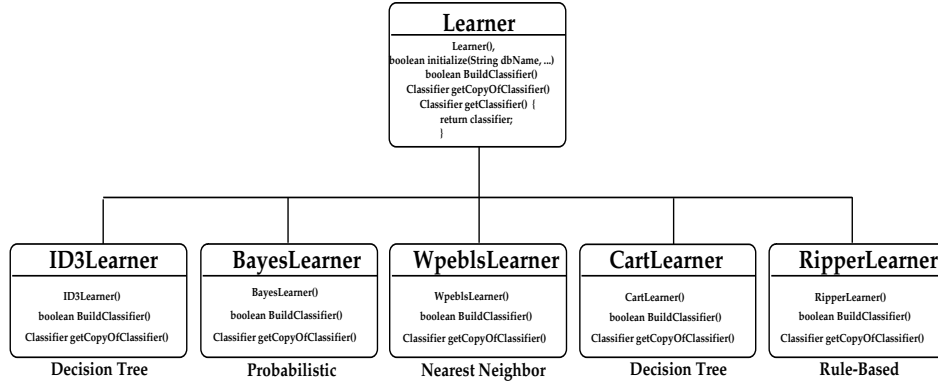 Learner
Learner(),
boolean initialize(String dbName, ...)
boolean BuildClassifier()
Classifier getCopyOfClassifier()
Classifier getClassifier() {
return classifier;
}
ID3Learner
ID3Learner()
boolean BuildClassifier()
Classifier getCopyOfClassifier()
Decision Tree
BayesLearner
BayesLearner()
boolean BuildClassifier()
Classifier getCopyOfClassifier()
Probabilistic
WpeblsLearner
WpeblsLearner()
boolean BuildClassifier()
Classifier getCopyOfClassifier()
Nearest Neighbor
CartLearner
CartLearner()
boolean BuildClassifier()
Classifier getCopyOfClassifier()
Decision Tree
RipperLearner
RipperLearner()
boolean BuildClassifier()
Classifier getCopyOfClassifier()
Rule-Based